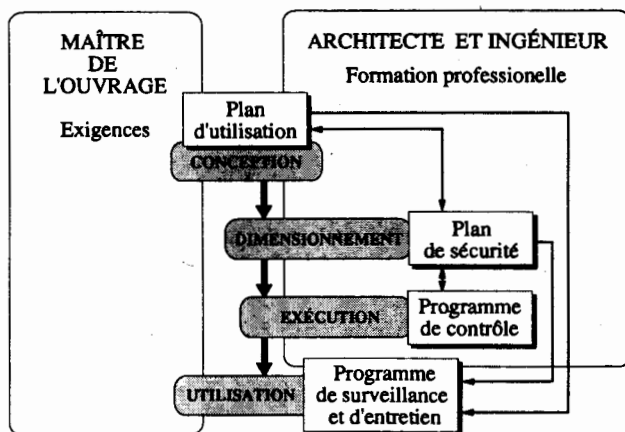 MAÎTRE
DE
L'OUVRAGE
Exigences
ARCHITECTE ET INGÉNIEUR
Formation professionelle
Plan
d'utilisation
CONCEPTION
DIMENSIONNEMENT
Plan
de sécurité
EXÉCUTION
Programme
de contrôle
UTILISATION
Programme
de surveillance
et d'entretien